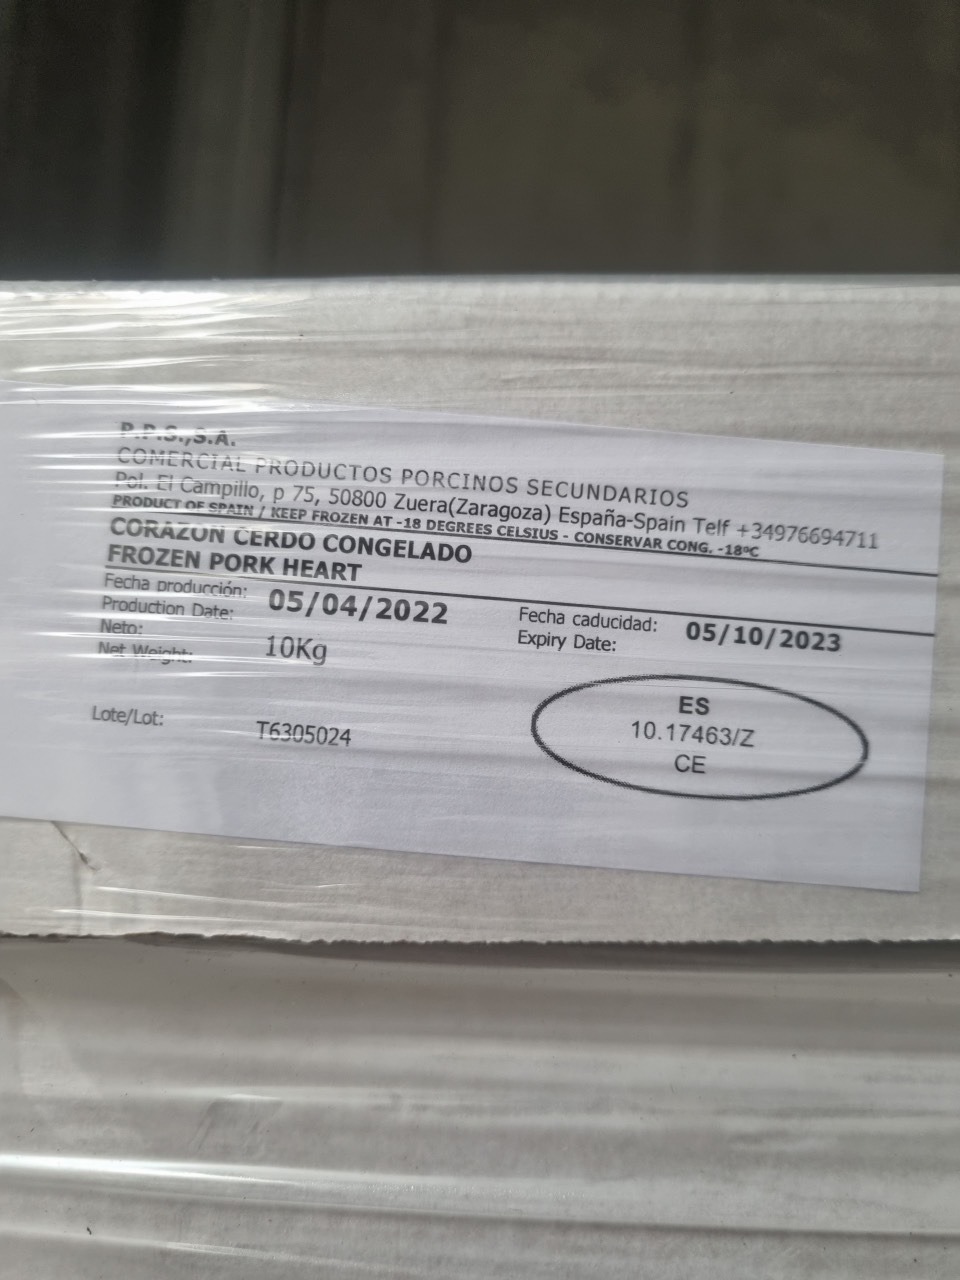 P.P.S.,S.A.
COMERCIAL PRODUCTOS PORCINOS SECUNDARIOS
Pol. El Campillo, p 75, 50800 Zuera(Zaragoza) España-Spain Telf +34976694711
PRODUCT OF SPAIN / KEEP FROZEN AT -18 DEGREES CELSIUS - CONSERVAR CONG. -18ºC
CORAZON CERDO CONGELADO
FROZEN PORK HEART
Fecha producción:
Production Date: 05/04/2022
Fecha caducidad:
Expiry Date: 05/10/2023
Neto:
Net Weight: 10Kg
Lote/Lot: T6305024
ES
10.17463/Z
CE